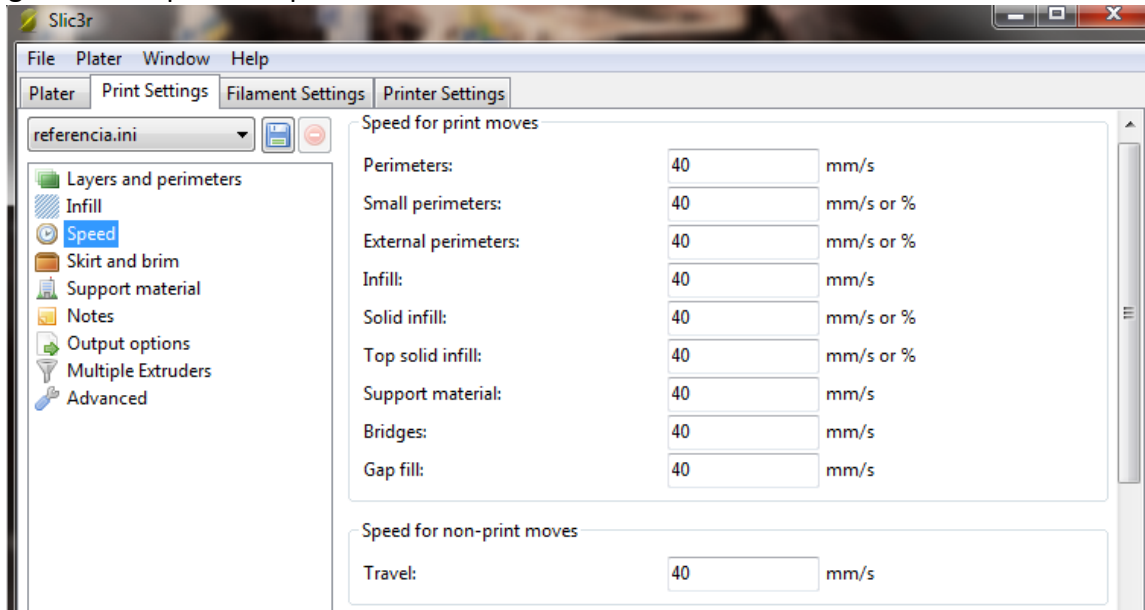 Slic3r
File Plater Window Help
Plater Print Settings Filament Settings Printer Settings
referencia.ini
Layers and perimeters
Infill
Speed
Skirt and brim
Support material
Notes
Output options
Multiple Extruders
Advanced
Speed for print moves
Perimeters: 40 mm/s
Small perimeters: 40 mm/s or %
External perimeters: 40 mm/s or %
Infill: 40 mm/s
Solid infill: 40 mm/s or %
Top solid infill: 40 mm/s or %
Support material: 40 mm/s
Bridges: 40 mm/s
Gap fill: 40 mm/s
Speed for non-print moves
Travel: 40 mm/s